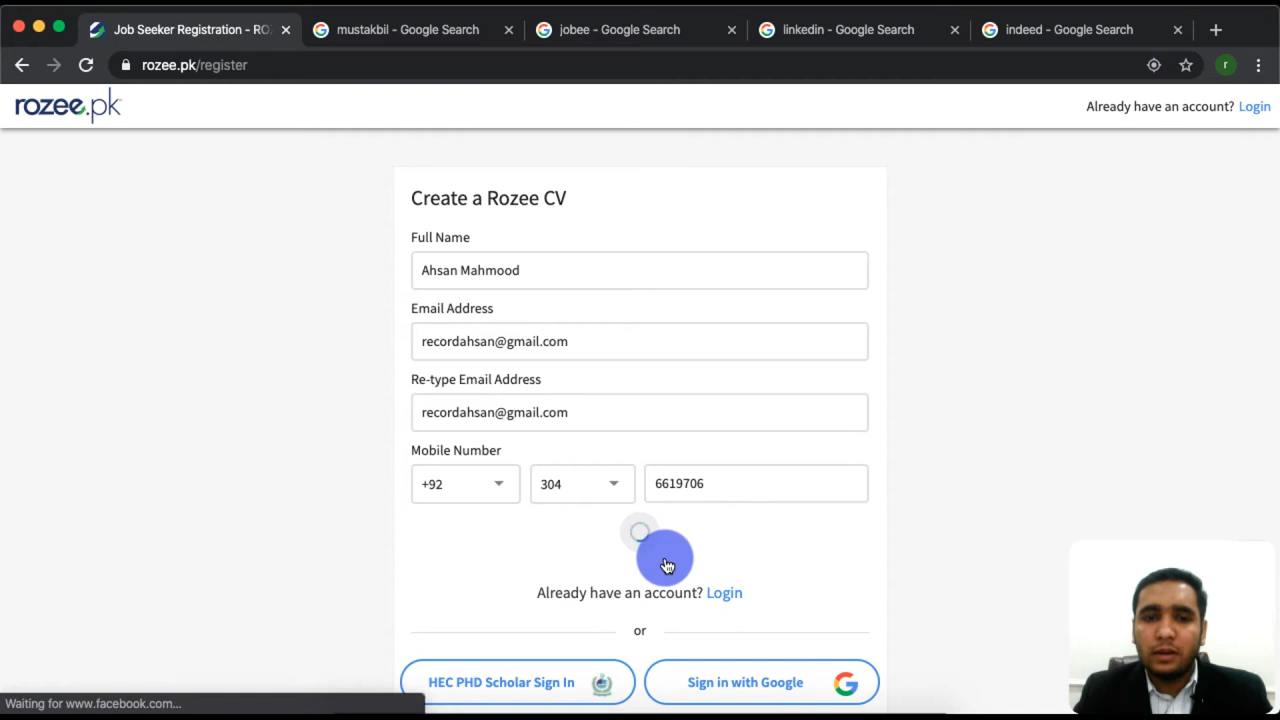 Job Seeker Registration - RO
mustakbil - Google Search
jobee - Google Search
linkedin - Google Search
indeed - Google Search
rozee.pk/register
r
rozee.pk
Already have an account? Login
Create a Rozee CV
Full Name
Ahsan Mahmood
Email Address
recordahsan@gmail.com
Re-type Email Address
recordahsan@gmail.com
Mobile Number
+92
304
6619706
Already have an account? Login
or
HEC PHD Scholar Sign In
Sign in with Google
Waiting for www.facebook.com...